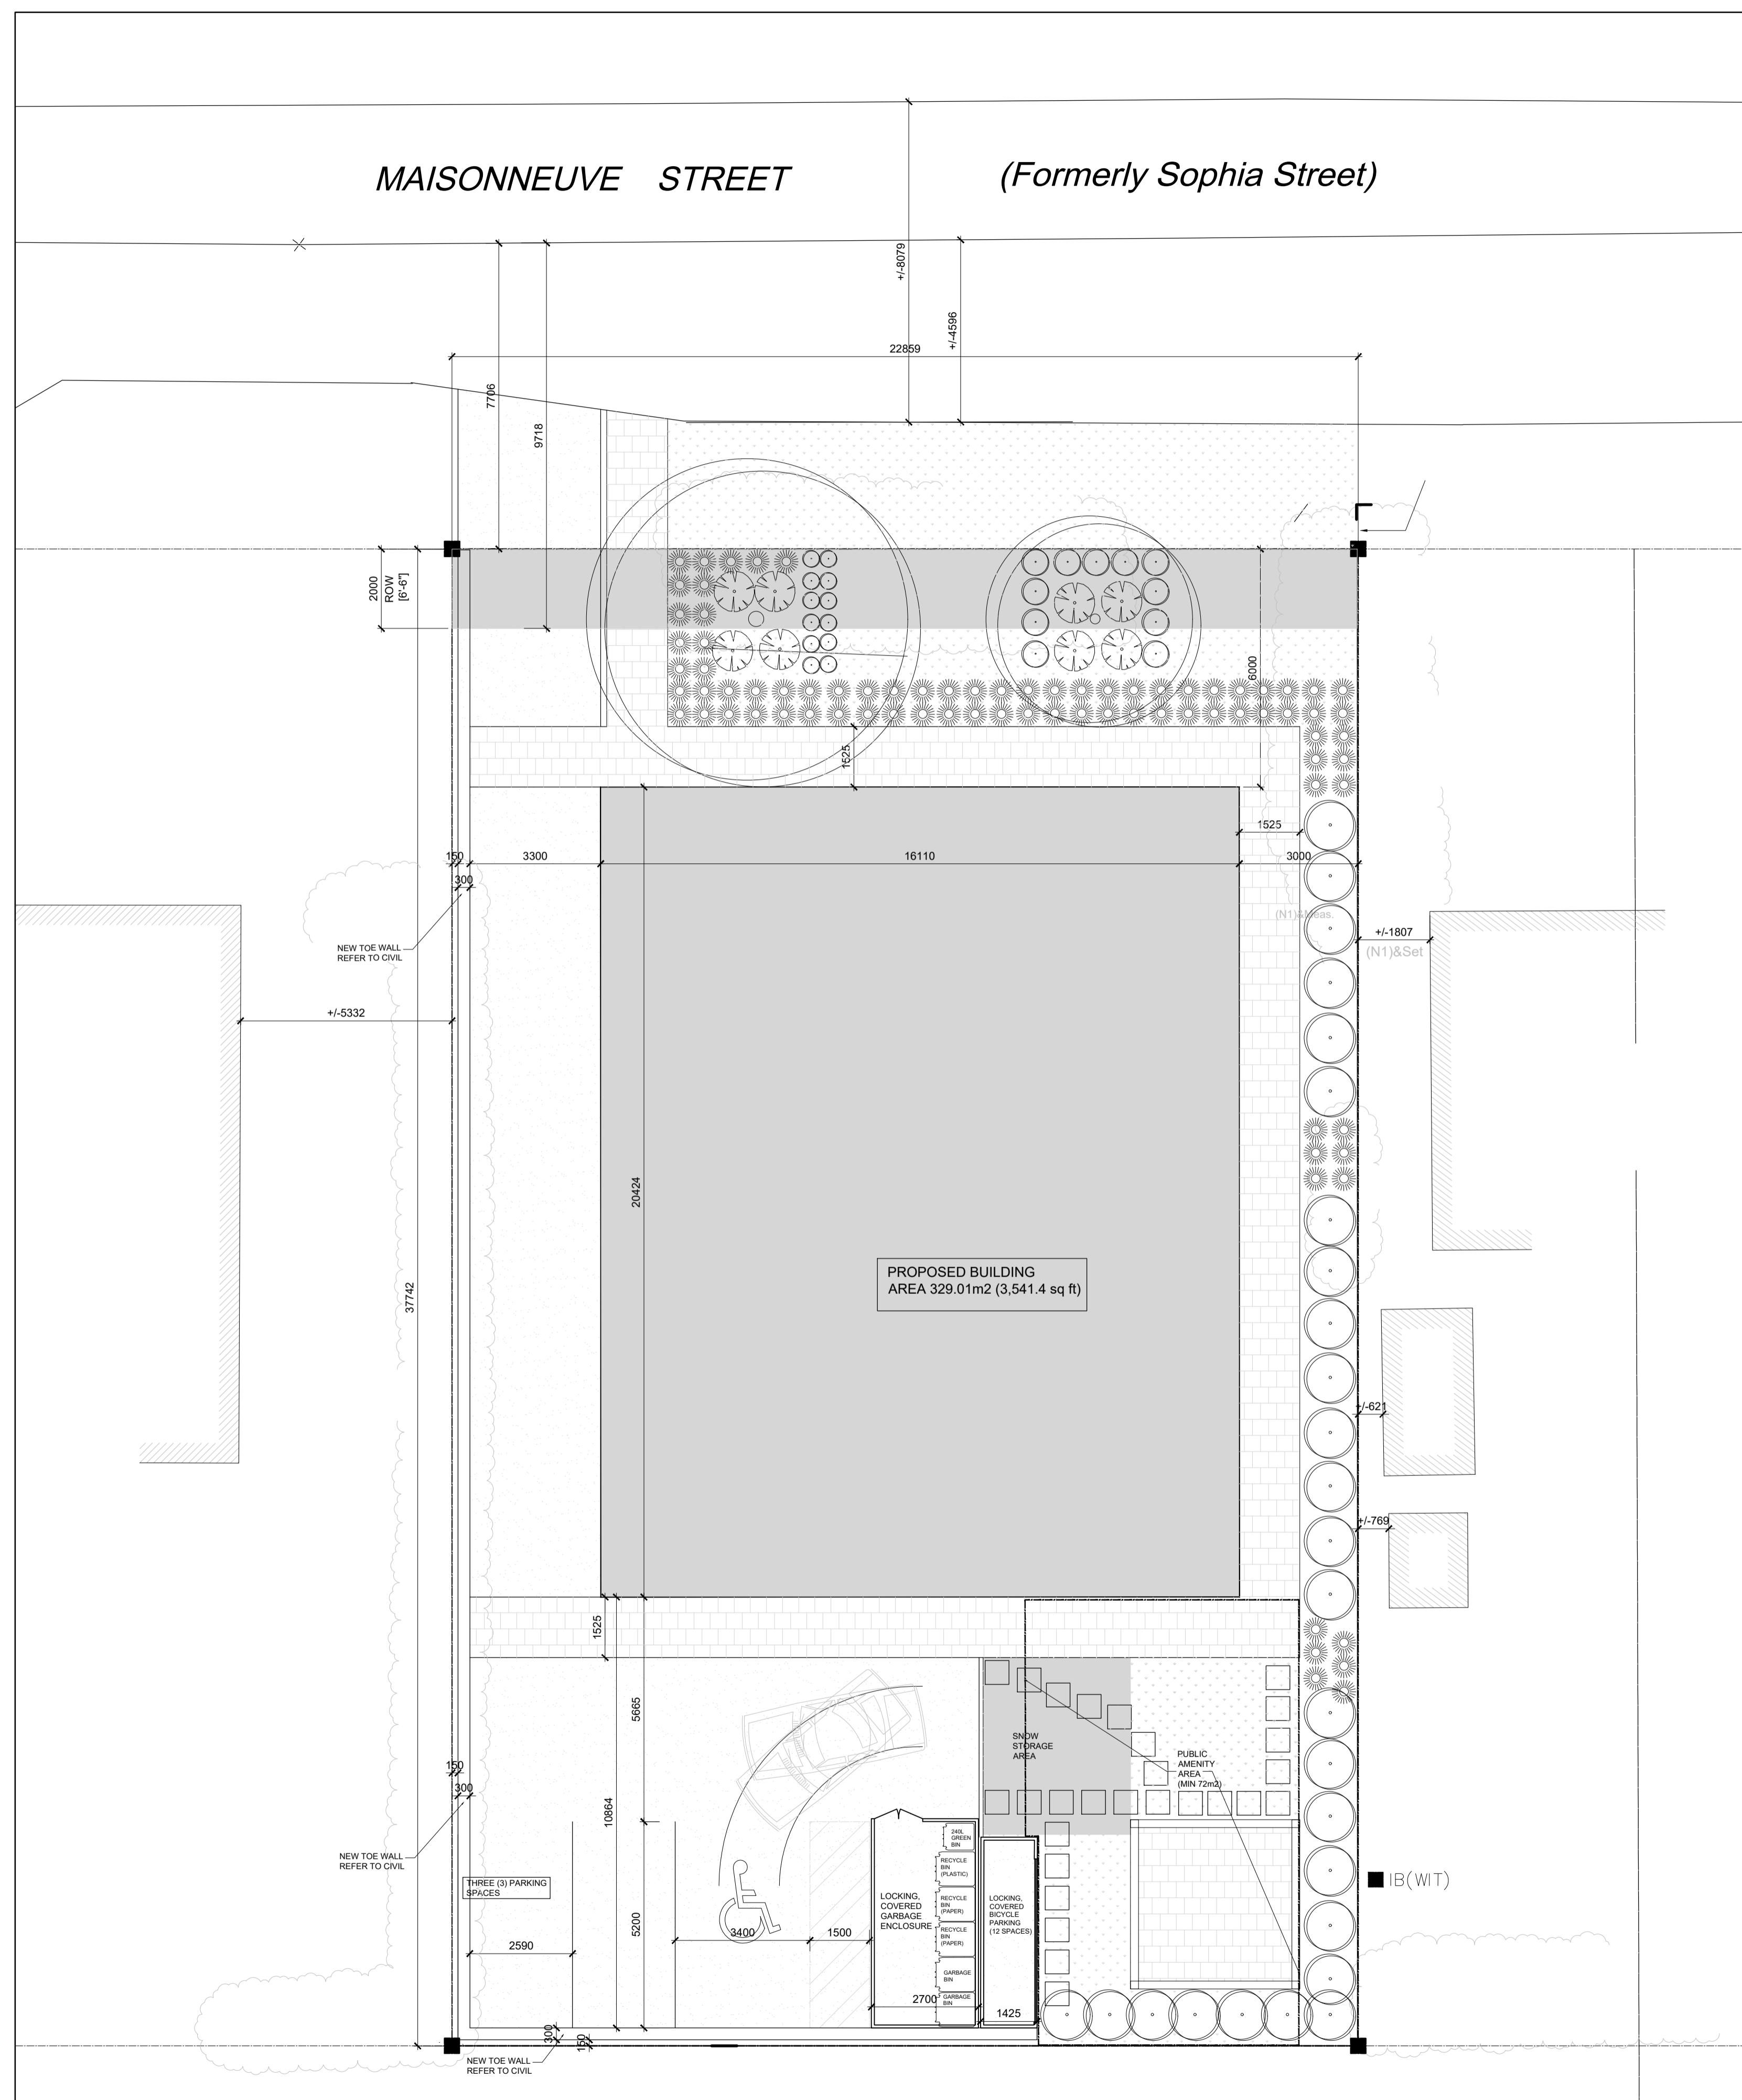 MAISONNEUVE STREET (Formerly Sophia Street)
+/-8079
+/-4596
22859
7706
9718
2000
ROW
[6'-6"]
6000
1525
1525
150
3300
16110
3000
300
(N1)&Meas.
+/-1807
(N1)&Set
NEW TOE WALL
REFER TO CIVIL
+/-5332
20424
37742
PROPOSED BUILDING
AREA 329.01m2 (3,541.4 sq ft)
+/-621
+/-769
1525
5665
10864
SNOW
STORAGE
AREA
PUBLIC
AMENITY
AREA
(MIN 72m2)
150
300
NEW TOE WALL
REFER TO CIVIL
THREE (3) PARKING
SPACES
240L
GREEN
BIN
RECYCLE
BIN
(PLASTIC)
RECYCLE
BIN
(PAPER)
RECYCLE
BIN
(PAPER)
GARBAGE
BIN
GARBAGE
BIN
LOCKING,
COVERED
GARBAGE
ENCLOSURE
LOCKING,
COVERED
BICYCLE
PARKING
(12 SPACES)
IB(WIT)
5200
2590
3400
1500
2700
1425
300
150
NEW TOE WALL
REFER TO CIVIL